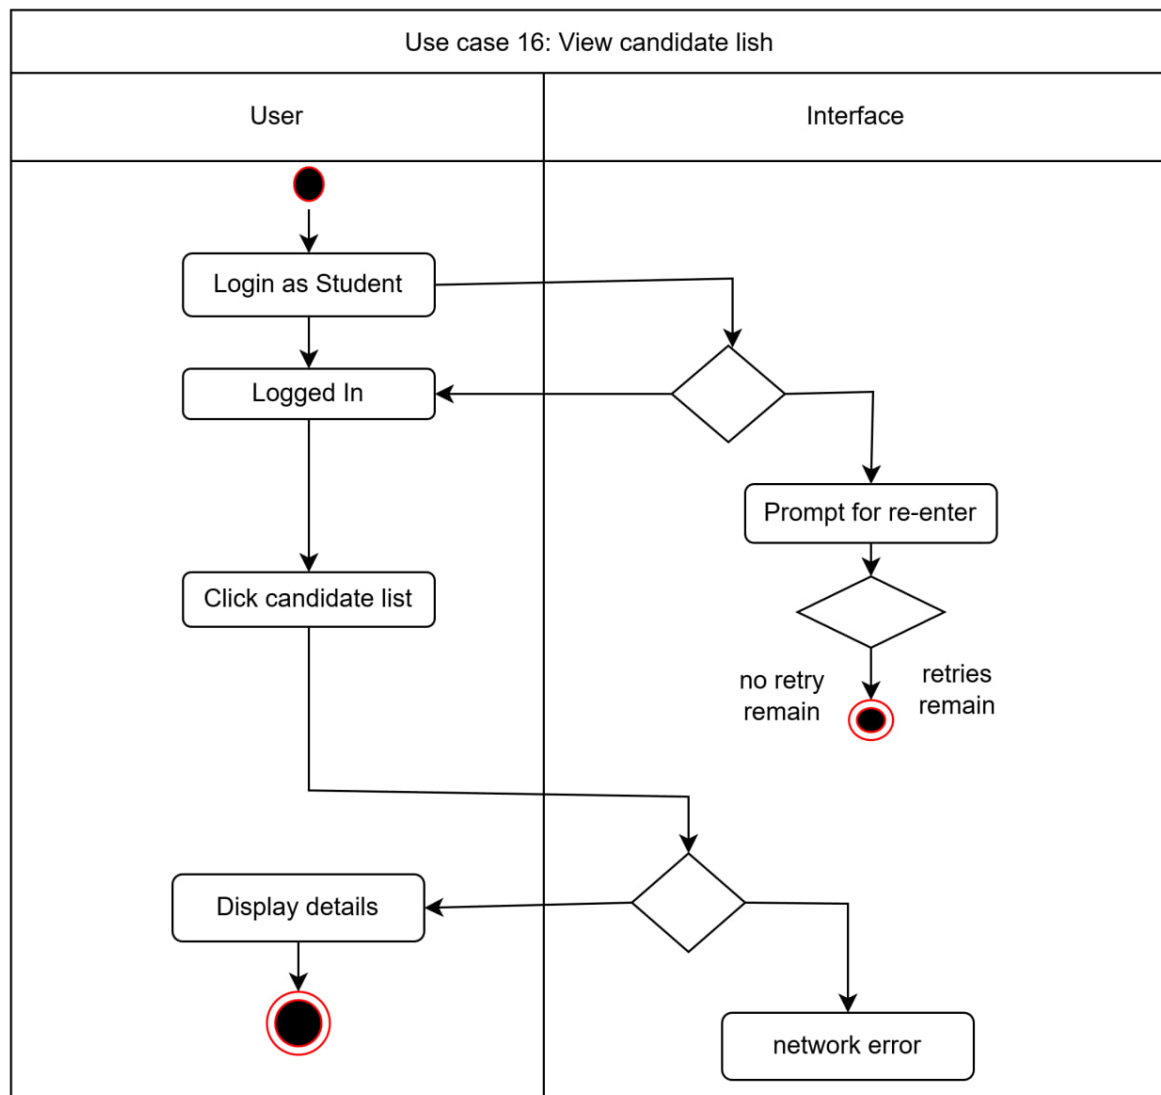 Use case 16: View candidate lish
User
Interface
Login as Student
Logged In
Prompt for re-enter
Click candidate list
no retry
remain
retries
remain
Display details
network error